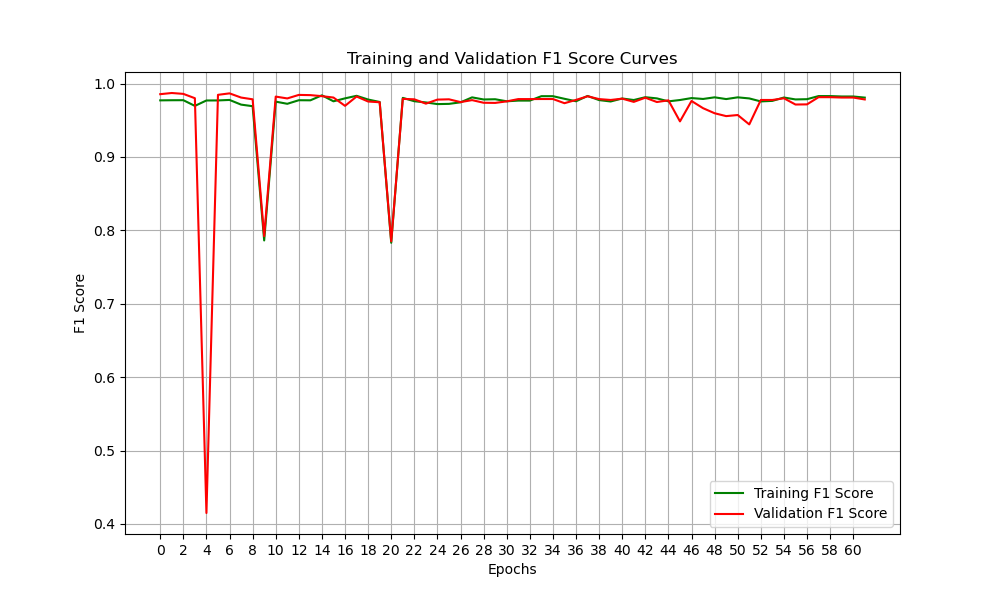 Training and Validation F1 Score Curves
1.0
0.9
0.8
0.7
0.6
0.5
0.4
F1 Score
Training F1 Score
Validation F1 Score
0 2 4 6 8 10 12 14 16 18 20 22 24 26 28 30 32 34 36 38 40 42 44 46 48 50 52 54 56 58 60
Epochs